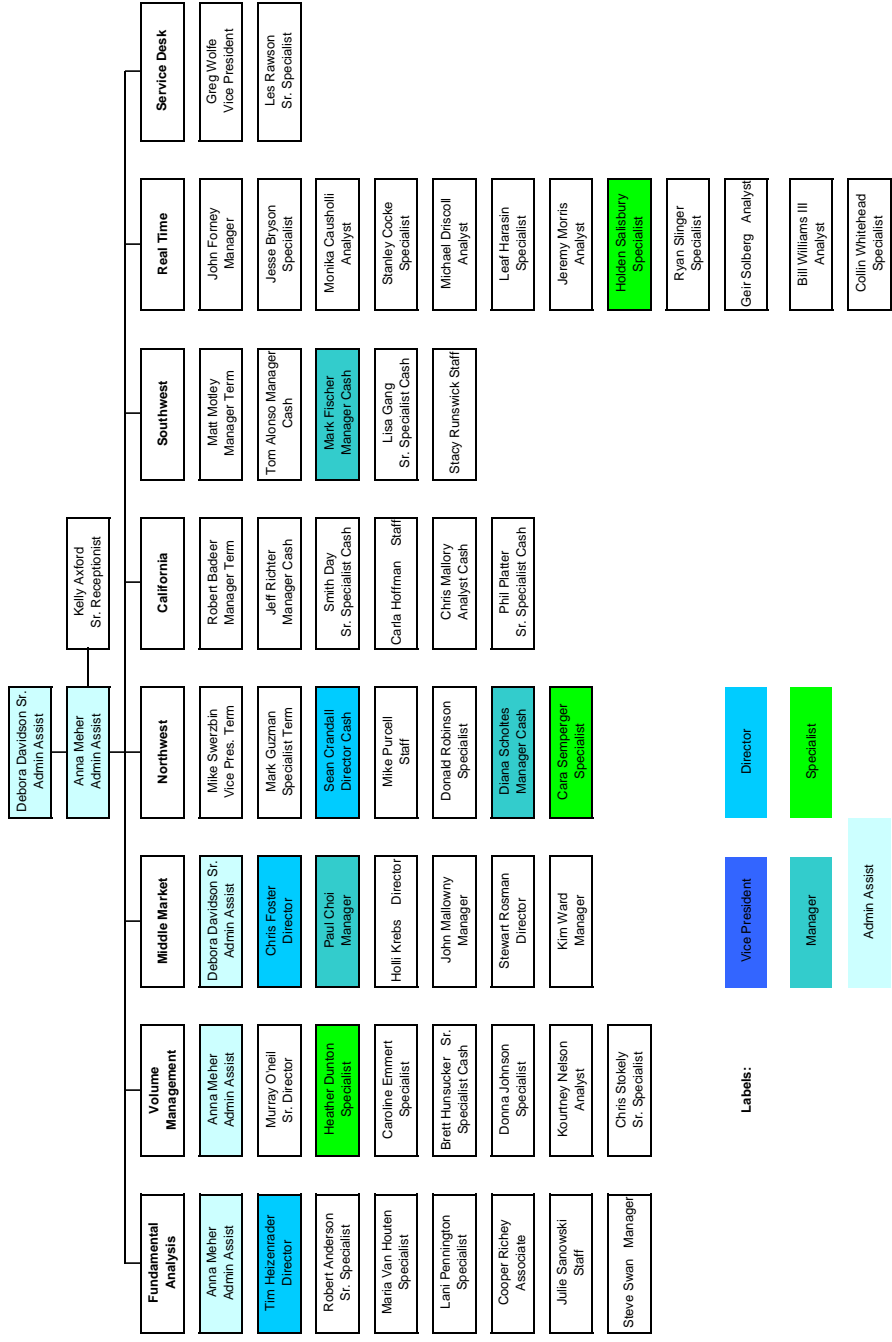 Debora Davidson Sr.
Admin Assist
Anna Meher
Admin Assist
Kelly Axford
Sr. Receptionist
Fundamental
Analysis
Anna Meher
Admin Assist
Tim Heizenrader
Director
Robert Anderson
Sr. Specialist
Maria Van Houten
Specialist
Lani Pennington
Specialist
Cooper Richey
Associate
Julie Sanowski
Staff
Steve Swan Manager
Volume
Management
Anna Meher
Admin Assist
Murray O'neil
Sr. Director
Heather Dunton
Specialist
Caroline Emmert
Specialist
Brett Hunsucker Sr.
Specialist Cash
Donna Johnson
Specialist
Kourtney Nelson
Analyst
Chris Stokely
Sr. Specialist
Middle Market
Debora Davidson Sr.
Admin Assist
Chris Foster
Director
Paul Choi
Manager
Holli Krebs Director
John Mallowny
Manager
Stewart Rosman
Director
Kim Ward
Manager
Northwest
Mike Swerzbin
Vice Pres. Term
Mark Guzman
Specialist Term
Sean Crandall
Director Cash
Mike Purcell
Staff
Donald Robinson
Specialist
Diana Scholtes
Manager Cash
Cara Semperger
Specialist
California
Robert Badeer
Manager Term
Jeff Richter
Manager Cash
Smith Day
Sr. Specialist Cash
Carla Hoffman Staff
Chris Mallory
Analyst Cash
Phil Platter
Sr. Specialist Cash
Southwest
Matt Motley
Manager Term
Tom Alonso Manager
Cash
Mark Fischer
Manager Cash
Lisa Gang
Sr. Specialist Cash
Stacy Runswick Staff
Real Time
John Forney
Manager
Jesse Bryson
Specialist
Monika Causholli
Analyst
Stanley Cocke
Specialist
Michael Driscoll
Analyst
Leaf Harasin
Specialist
Jeremy Morris
Analyst
Holden Salisbury
Specialist
Ryan Slinger
Specialist
Geir Solberg Analyst
Bill Williams III
Analyst
Collin Whitehead
Specialist
Service Desk
Greg Wolfe
Vice President
Les Rawson
Sr. Specialist
Labels:
Vice President
Director
Manager
Specialist
Admin Assist